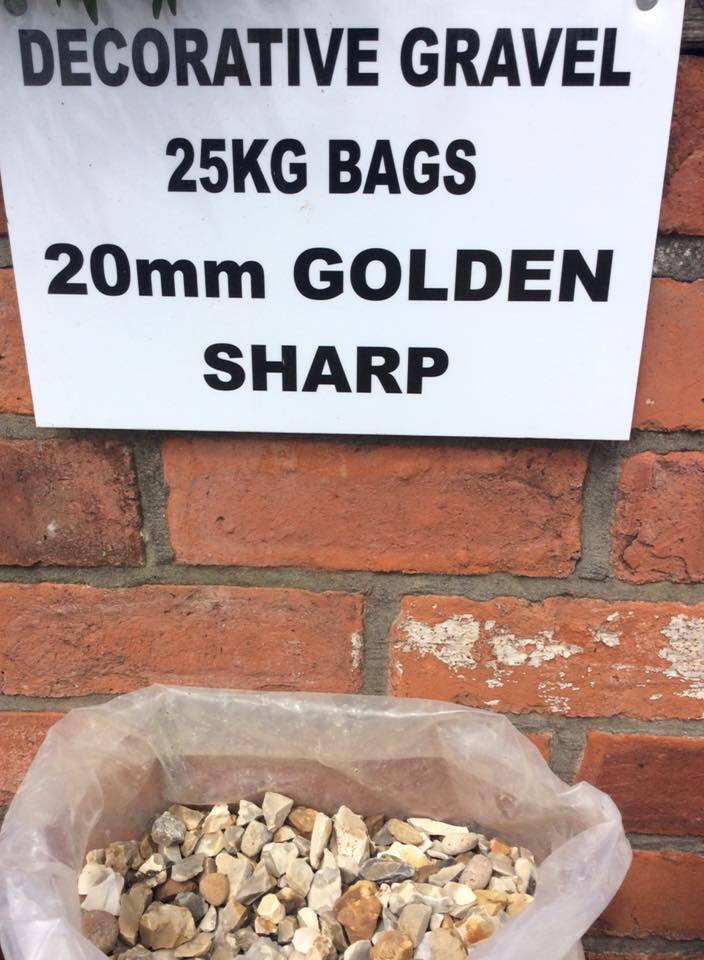 DECORATIVE GRAVEL
25KG BAGS
20mm GOLDEN
SHARP